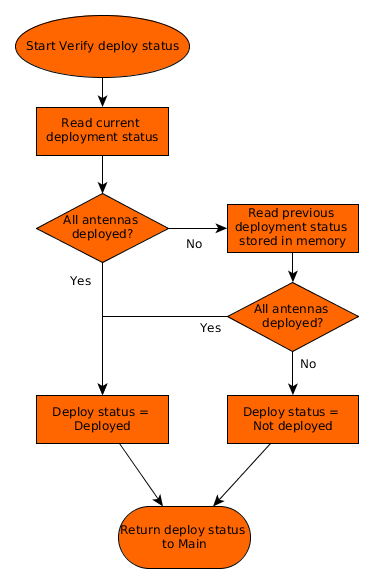 Start Verify deploy status
Read current
deployment status
All antennas
deployed?
No
Read previous
deployment status
stored in memory
Yes
All antennas
deployed?
Yes
No
Deploy status =
Deployed
Deploy status =
Not deployed
Return deploy status
to Main